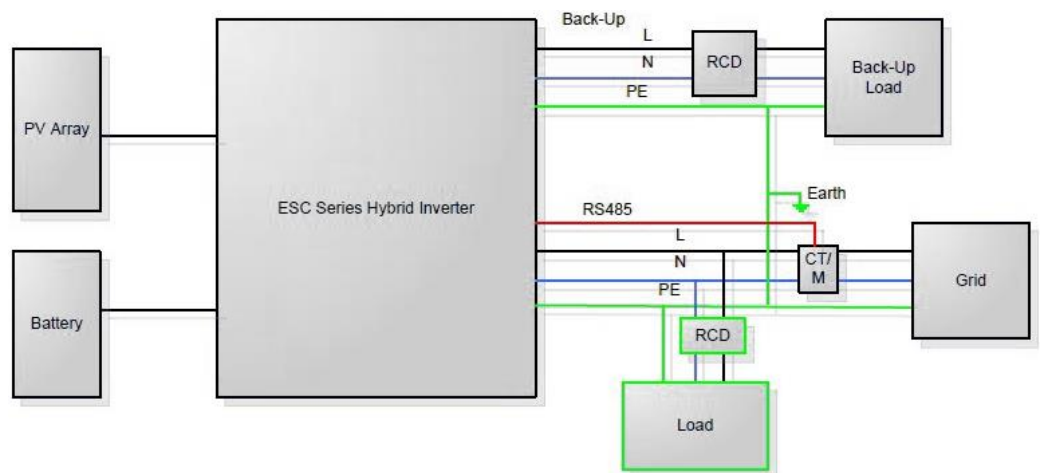 Back-Up
L
N
PE
RCD
Back-Up
Load
PV Array
ESC Series Hybrid Inverter
Earth
RS485
L
N
PE
CT/
M
Grid
Battery
RCD
Load